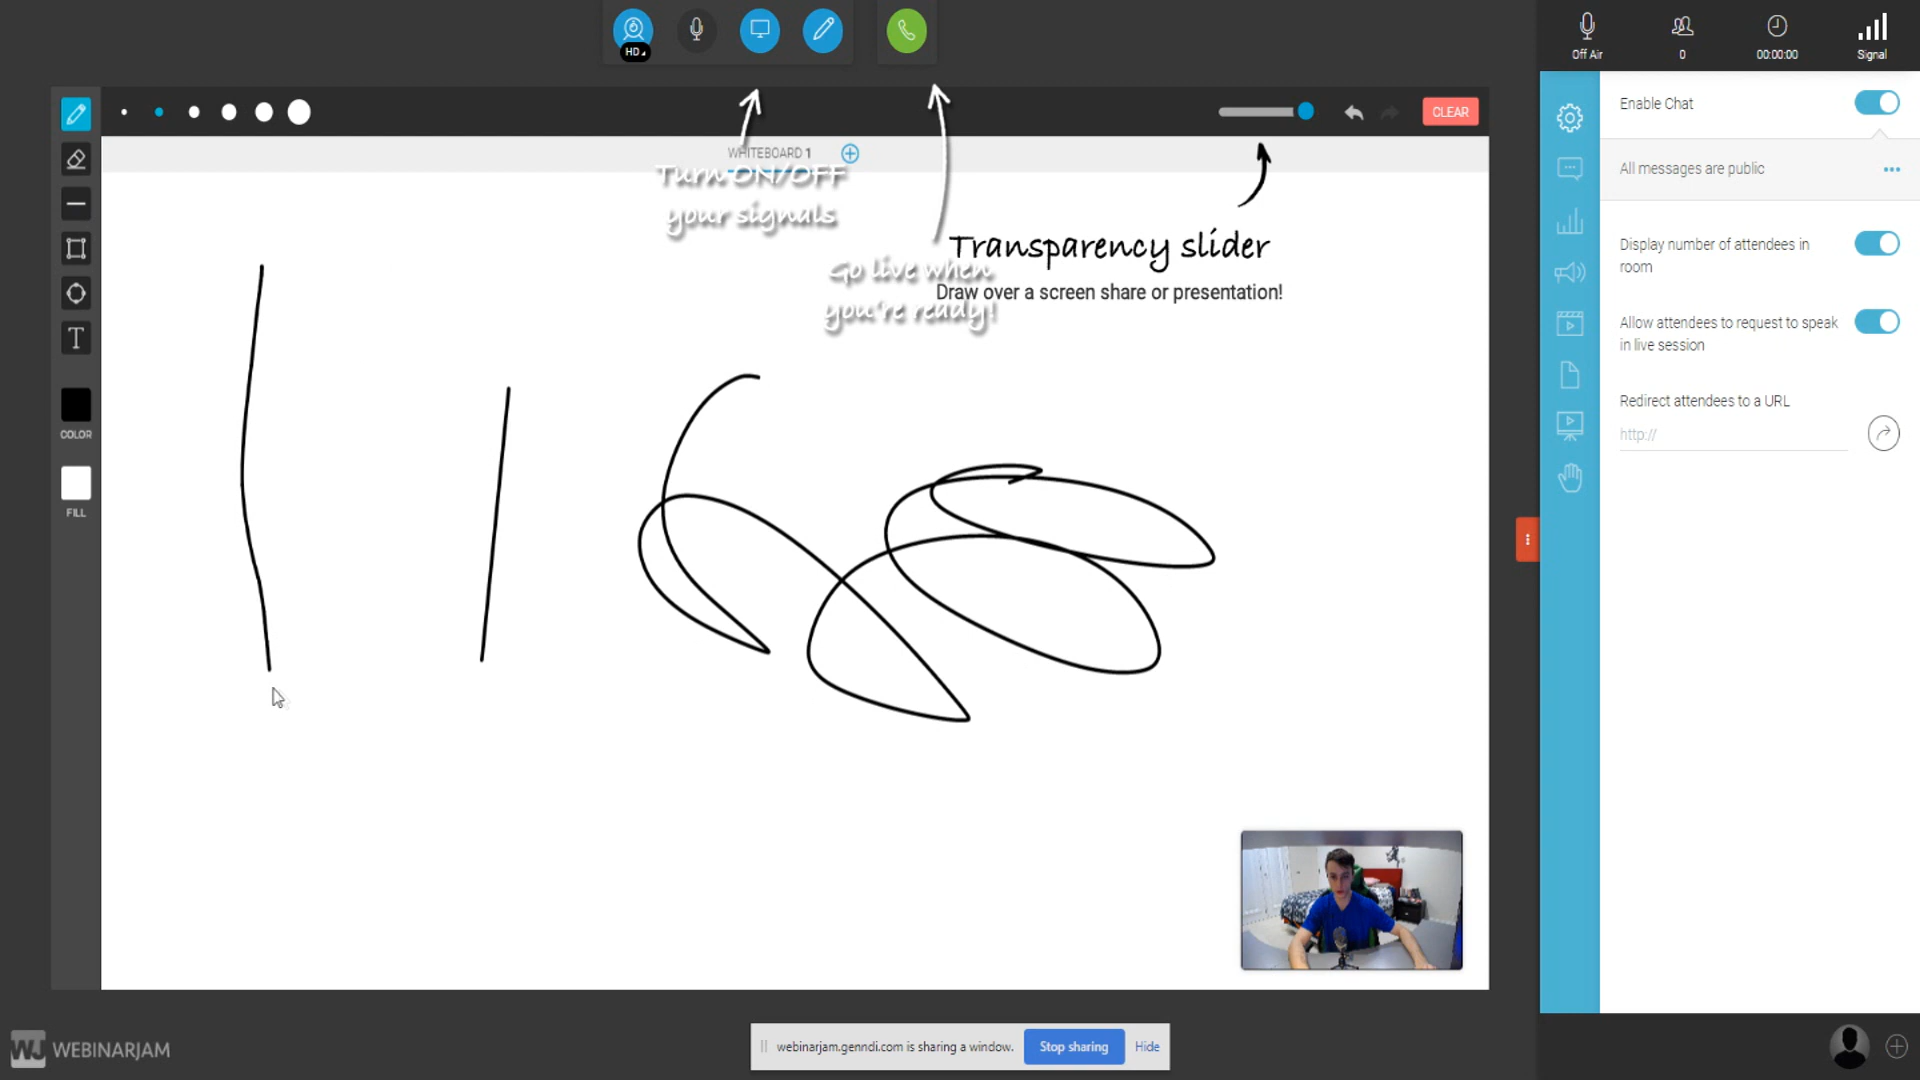 HD
Off Air
0
00:00:00
Signal
CLEAR
WHITEBOARD 1
Turn ON/OFF
your signals
Transparency slider
Go live when
you're ready!
Draw over a screen share or presentation!
T
COLOR
FILL
Enable Chat
All messages are public
Display number of attendees in
room
Allow attendees to request to speak
in live session
Redirect attendees to a URL
http://
WJ WEBINARJAM
webinarjam.genndi.com is sharing a window. Stop sharing Hide